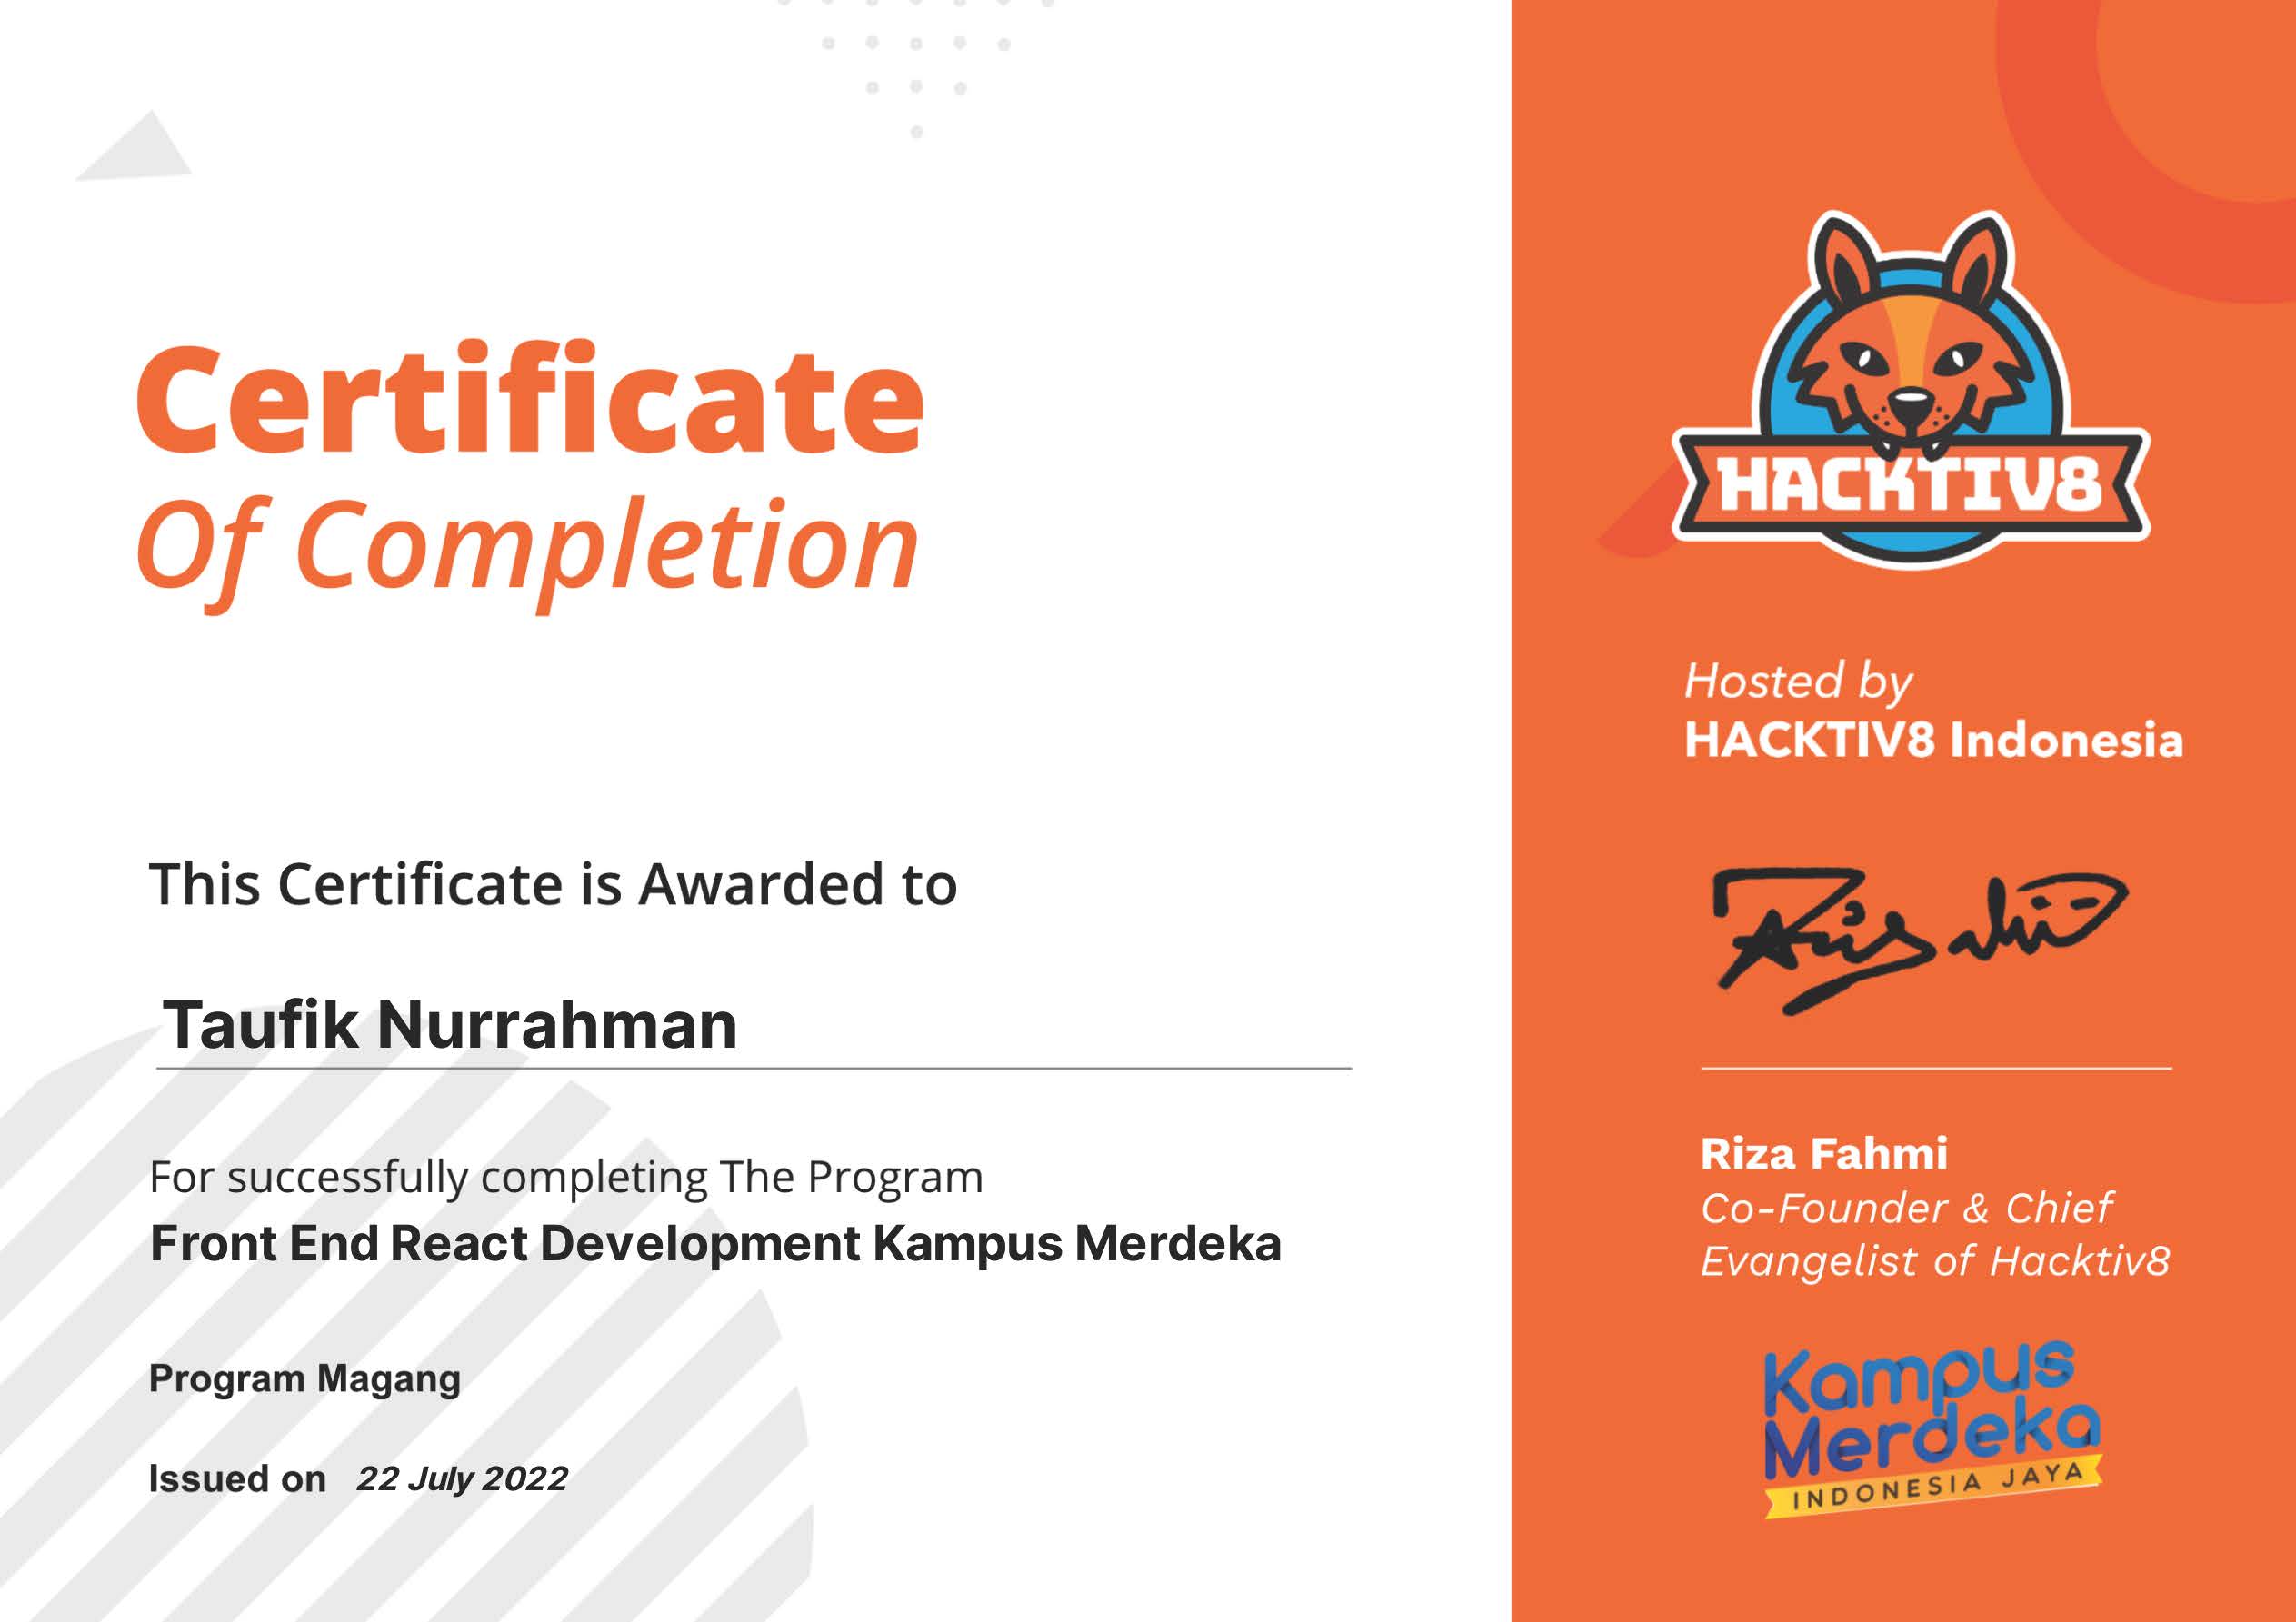 Certificate
Of Completion
This Certificate is Awarded to
Taufik Nurrahman
For successfully completing The Program
Front End React Development Kampus Merdeka
Program Magang
Issued on 22 July 2022
HACKTIV8
Hosted by
HACKTIV8 Indonesia
Riza Fahmi
Co-Founder & Chief
Evangelist of Hacktiv8
Kampus
Merdeka
INDONESIA JAYA